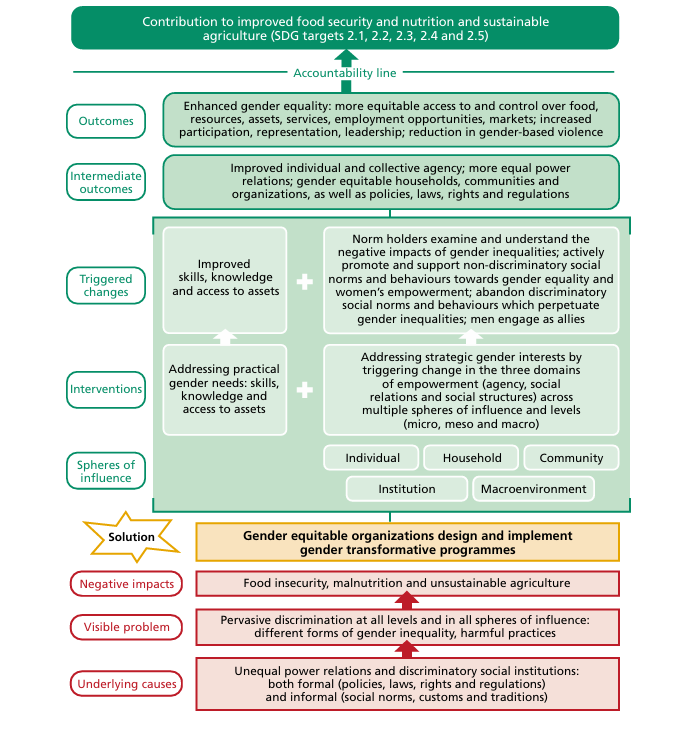 Contribution to improved food security and nutrition and sustainable
agriculture (SDG targets 2.1, 2.2, 2.3, 2.4 and 2.5)
Accountability line
Outcomes
Enhanced gender equality: more equitable access to and control over food,
resources, assets, services, employment opportunities, markets; increased
participation, representation, leadership; reduction in gender-based violence
Intermediate
outcomes
Improved individual and collective agency; more equal power
relations; gender equitable households, communities and
organizations, as well as policies, laws, rights and regulations
Triggered
changes
Improved
skills, knowledge
and access to assets
Norm holders examine and understand the
negative impacts of gender inequalities; actively
promote and support non-discriminatory social
norms and behaviours towards gender equality and
women's empowerment; abandon discriminatory
social norms and behaviours which perpetuate
gender inequalities; men engage as allies
Interventions
Addressing practical
gender needs: skills,
knowledge and
access to assets
Addressing strategic gender interests by
triggering change in the three domains
of empowerment (agency, social
relations and social structures) across
multiple spheres of influence and levels
(micro, meso and macro)
Spheres of
influence
Individual
Household
Community
Institution
Macroenvironment
Solution
Gender equitable organizations design and implement
gender transformative programmes
Negative impacts
Food insecurity, malnutrition and unsustainable agriculture
Visible problem
Pervasive discrimination at all levels and in all spheres of influence:
different forms of gender inequality, harmful practices
Underlying causes
Unequal power relations and discriminatory social institutions:
both formal (policies, laws, rights and regulations)
and informal (social norms, customs and traditions)